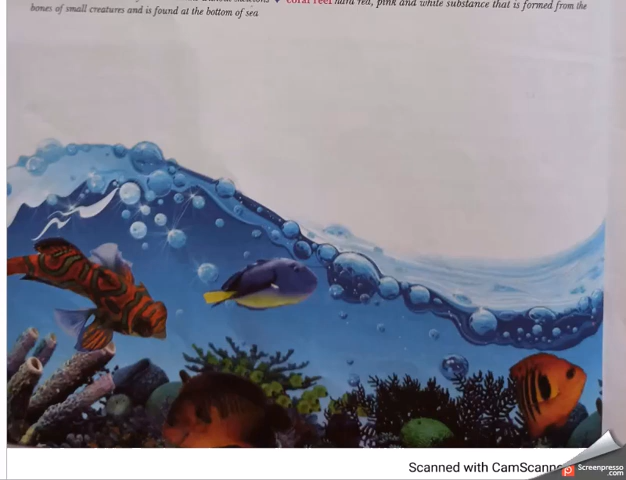 coral reef hard red, pink and white substance that is formed from the
bones of small creatures and is found at the bottom of sea
Scanned with CamScanne
Screenpresso
.com